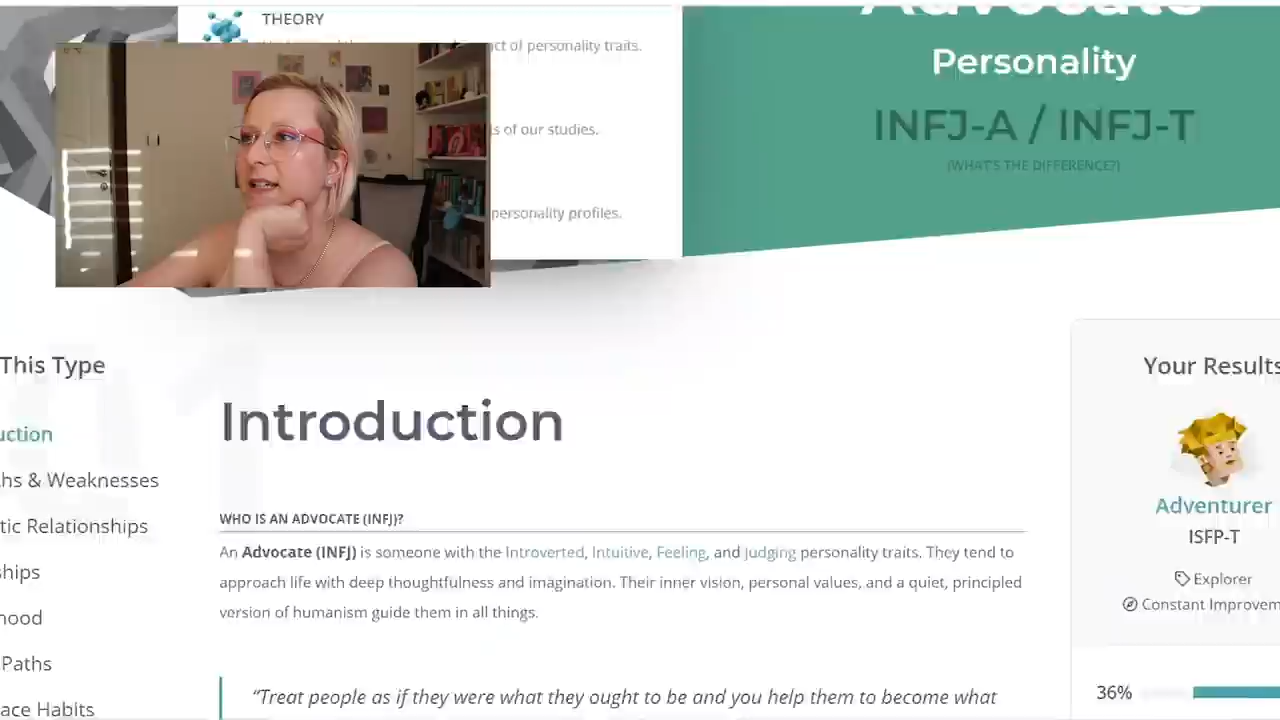 THEORY
ct of personality traits.
s of our studies.
personality profiles.
Advocate
Personality
INFJ-A / INFJ-T
(WHAT'S THE DIFFERENCE?)
This Type
uction
hs & Weaknesses
tic Relationships
ships
hood
Paths
ace Habits
Introduction
WHO IS AN ADVOCATE (INFJ)?
An Advocate (INFJ) is someone with the Introverted, Intuitive, Feeling, and Judging personality traits. They tend to
approach life with deep thoughtfulness and imagination. Their inner vision, personal values, and a quiet, principled
version of humanism guide them in all things.
“Treat people as if they were what they ought to be and you help them to become what
Your Results
Adventurer
ISFP-T
Explorer
Constant Improvem
36%